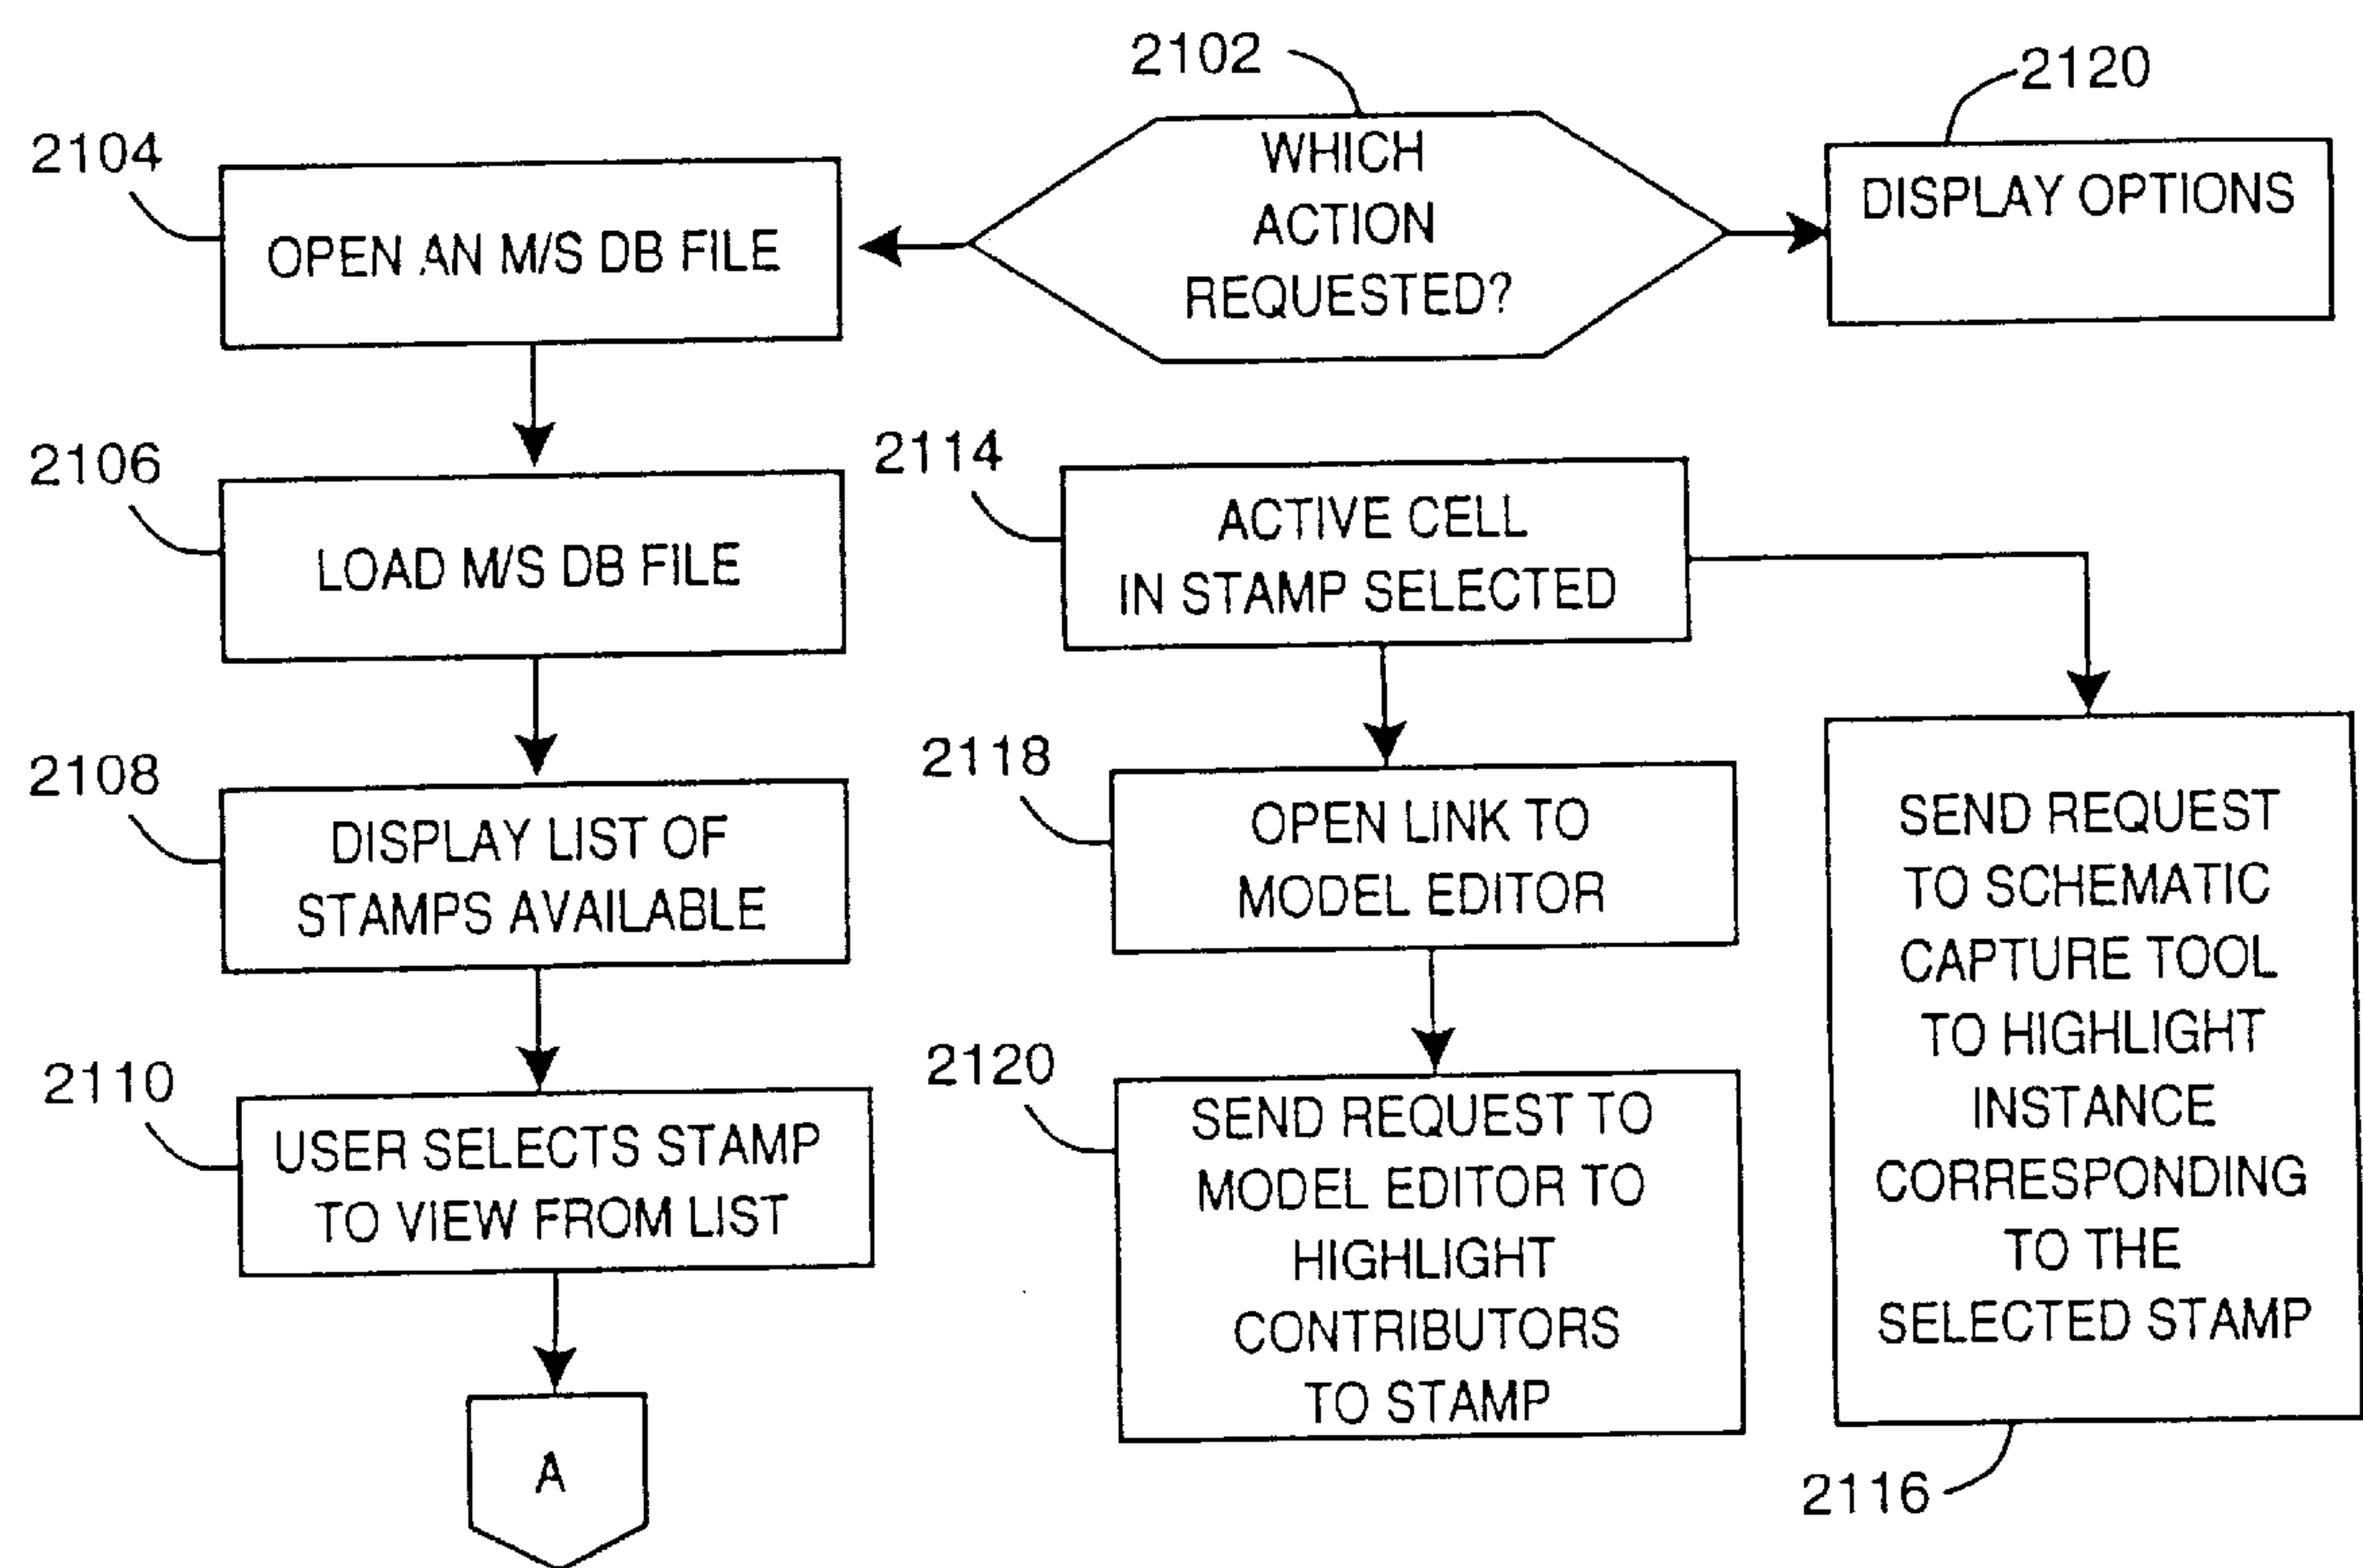 2102
WHICH
ACTION
REQUESTED?
2120
DISPLAY OPTIONS
2104
OPEN AN M/S DB FILE
2106
LOAD M/S DB FILE
2108
DISPLAY LIST OF
STAMPS AVAILABLE
2110
USER SELECTS STAMP
TO VIEW FROM LIST
A
2114
ACTIVE CELL
IN STAMP SELECTED
2118
OPEN LINK TO
MODEL EDITOR
2120
SEND REQUEST TO
MODEL EDITOR TO
HIGHLIGHT
CONTRIBUTORS
TO STAMP
SEND REQUEST
TO SCHEMATIC
CAPTURE TOOL
TO HIGHLIGHT
INSTANCE
CORRESPONDING
TO THE
SELECTED STAMP
2116